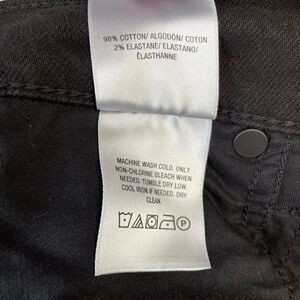 98% COTTON/ ALGODÓN/ COTON
2% ELASTANE/ ELASTANO/
ÉLASTHANNE
MACHINE WASH COLD. ONLY
NON-CHLORINE BLEACH WHEN
NEEDED. TUMBLE DRY LOW.
COOL IRON IF NEEDED. DRY
CLEAN.
P